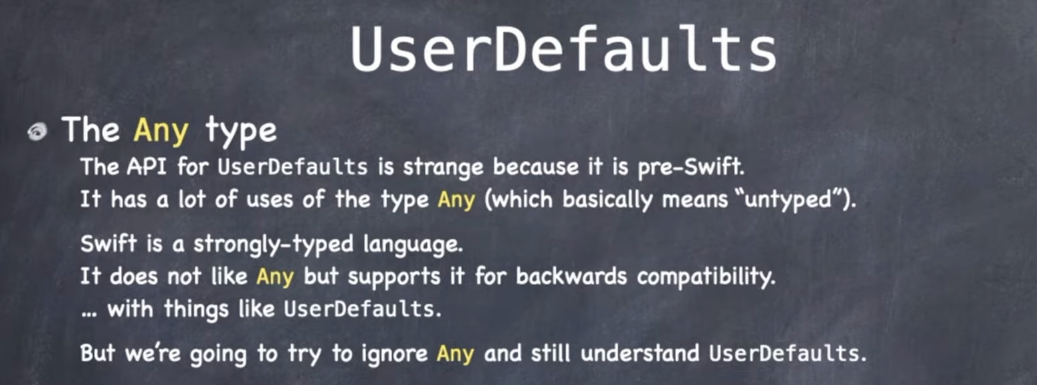 UserDefaults
The Any type
The API for UserDefaults is strange because it is pre-Swift.
It has a lot of uses of the type Any (which basically means “untyped”).
Swift is a strongly-typed language.
It does not like Any but supports it for backwards compatibility.
... with things like UserDefaults.
But we’re going to try to ignore Any and still understand UserDefaults.